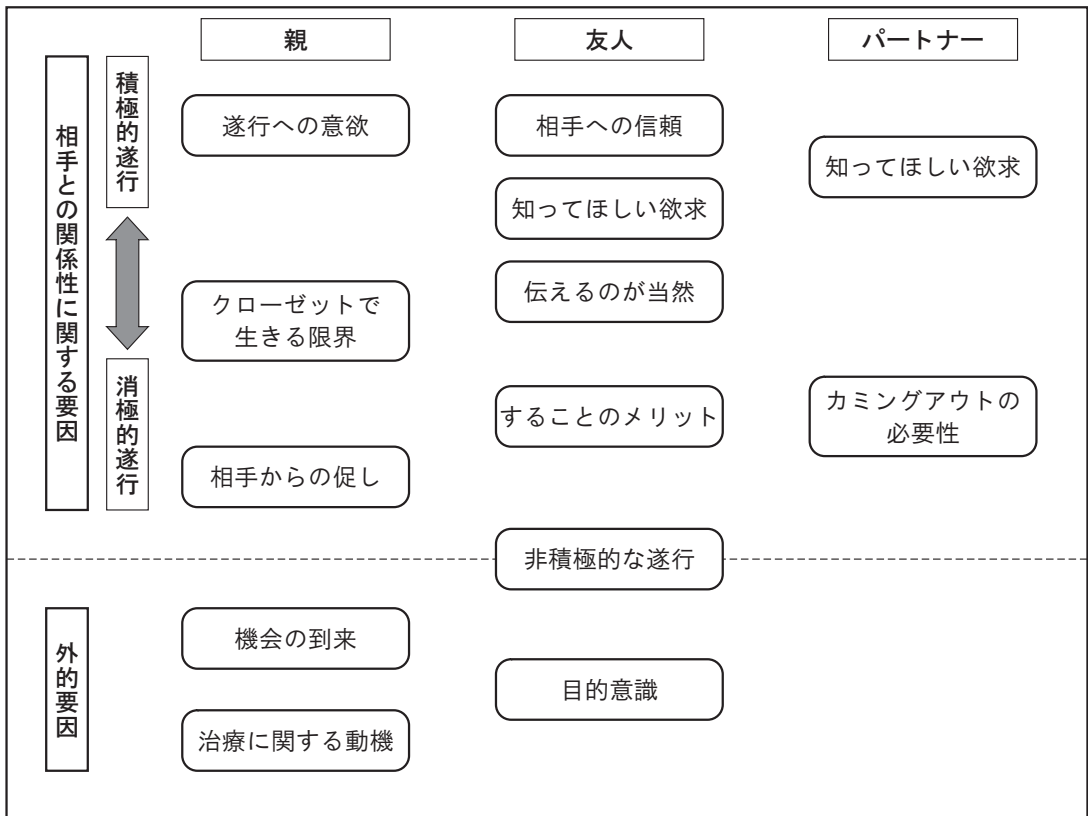 親
友人
パートナー
相手との関係性に関する要因
積極的遂行
消極的遂行
遂行への意欲
相手への信頼
知ってほしい欲求
知ってほしい欲求
伝えるのが当然
クローゼットで
生きる限界
することのメリット
カミングアウトの
必要性
相手からの促し
非積極的な遂行
外的要因
機会の到来
目的意識
治療に関する動機